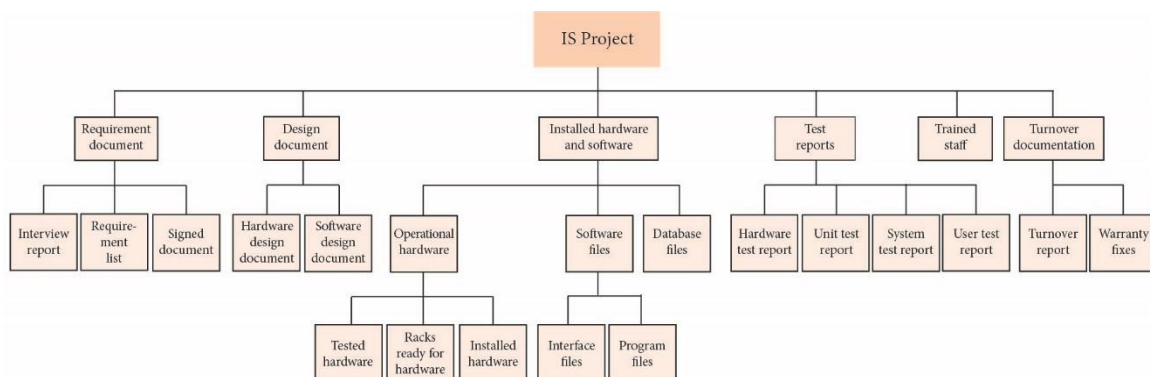 IS Project
Requirement
document
Design
document
Installed hardware
and software
Test
reports
Trained
staff
Turnover
documentation
Interview
report
Require-
ment
list
Signed
document
Hardware
design
document
Software
design
document
Operational
hardware
Software
files
Database
files
Hardware
test report
Unit test
report
System
test report
User test
report
Turnover
report
Warranty
fixes
Tested
hardware
Racks
ready for
hardware
Installed
hardware
Interface
files
Program
files